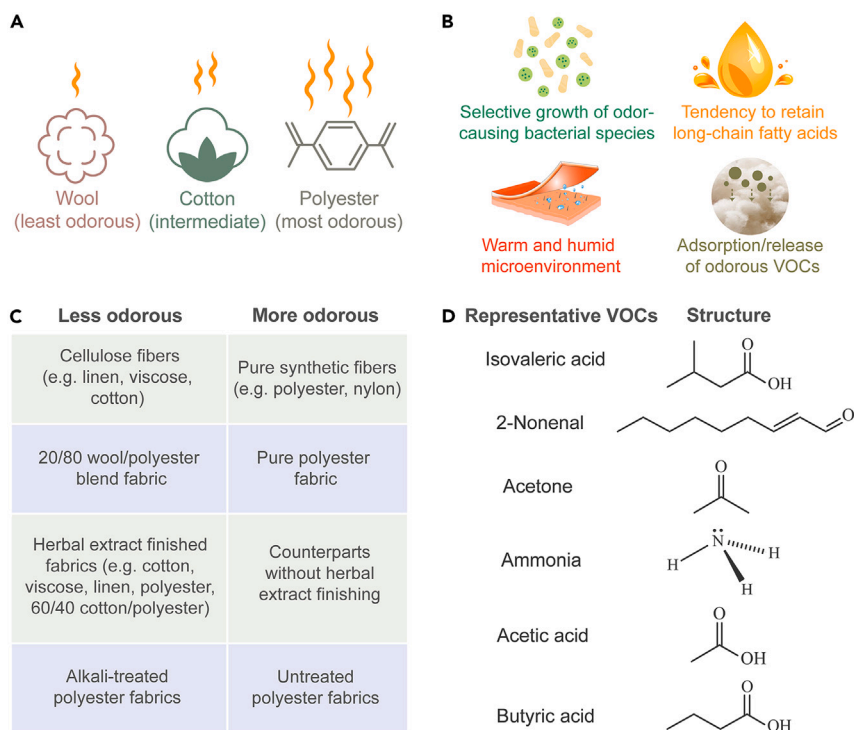 A
Wool
(least odorous)
Cotton
(intermediate)
Polyester
(most odorous)
B
Selective growth of odor-
causing bacterial species
Tendency to retain
long-chain fatty acids
Warm and humid
microenvironment
Adsorption/release
of odorous VOCs
C
Less odorous
More odorous
Cellulose fibers
(e.g. linen, viscose,
cotton)
Pure synthetic fibers
(e.g. polyester, nylon)
20/80 wool/polyester
blend fabric
Pure polyester
fabric
Herbal extract finished
fabrics (e.g. cotton,
viscose, linen, polyester,
60/40 cotton/polyester)
Counterparts
without herbal
extract finishing
Alkali-treated
polyester fabrics
Untreated
polyester fabrics
D
Representative VOCs
Structure
Isovaleric acid
O
OH
2-Nonenal
O
Acetone
O
Ammonia
N
H
H
H
Acetic acid
O
OH
Butyric acid
O
OH